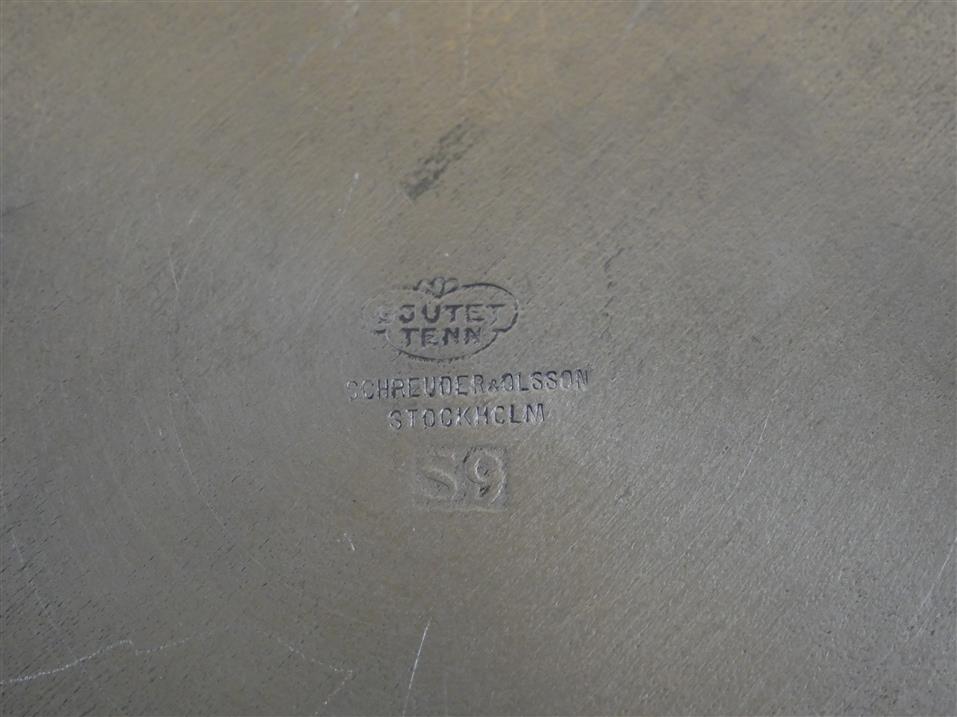 GJUTET
TENN
SCHREUDER & OLSSON
STOCKHOLM
S9